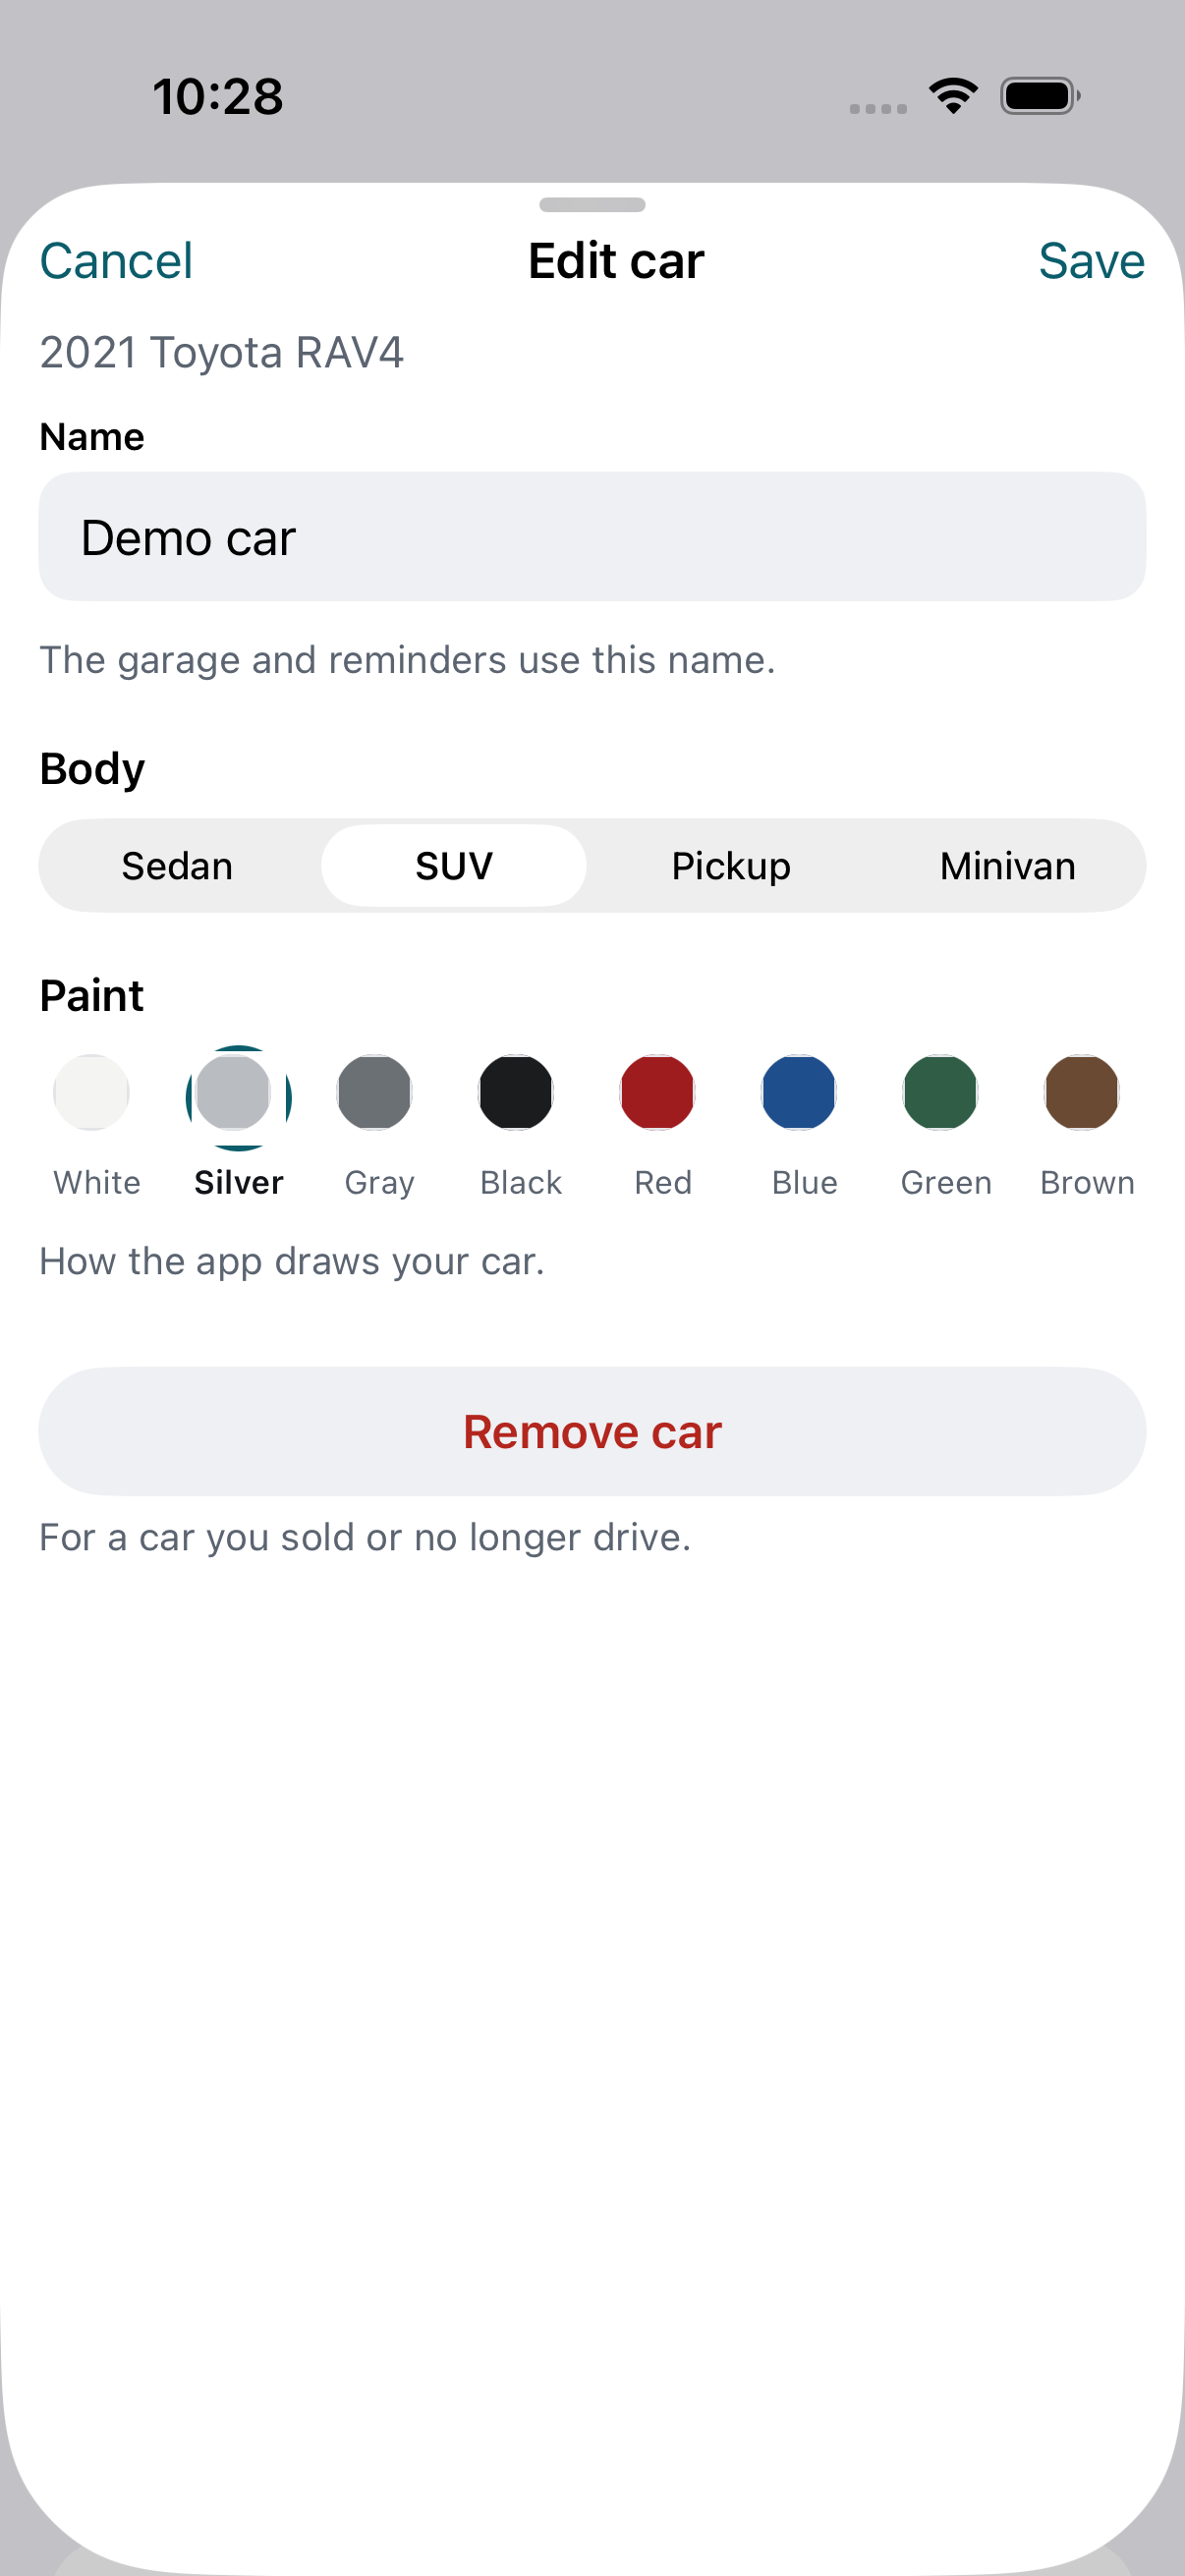 10:28
Cancel Edit car Save
2021 Toyota RAV4
Name
Demo car
The garage and reminders use this name.
Body
Sedan SUV Pickup Minivan
Paint
White Silver Gray Black Red Blue Green Brown
How the app draws your car.
Remove car
For a car you sold or no longer drive.